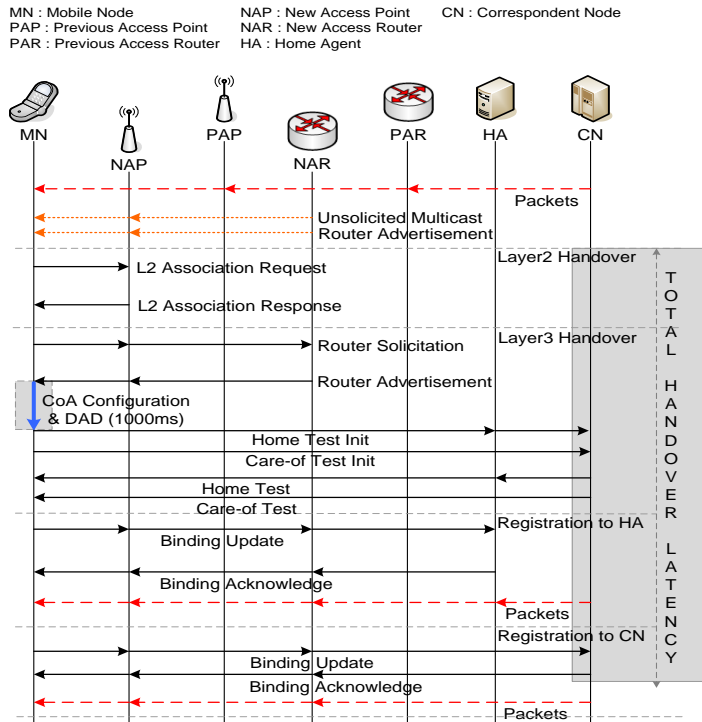 MN : Mobile Node NAP : New Access Point CN : Correspondent Node
PAP : Previous Access Point NAR : New Access Router
PAR : Previous Access Router HA : Home Agent
MN PAP PAR HA CN
NAP NAR
Packets
Unsolicited Multicast
Router Advertisement
Layer2 Handover
L2 Association Request
L2 Association Response
Layer3 Handover
Router Solicitation
Router Advertisement
CoA Configuration
& DAD (1000ms)
Home Test Init
Care-of Test Init
Home Test
Care-of Test
Registration to HA
Binding Update
Binding Acknowledge
Packets
Registration to CN
Binding Update
Binding Acknowledge
Packets
TOTAL HANDOVER LATENCY